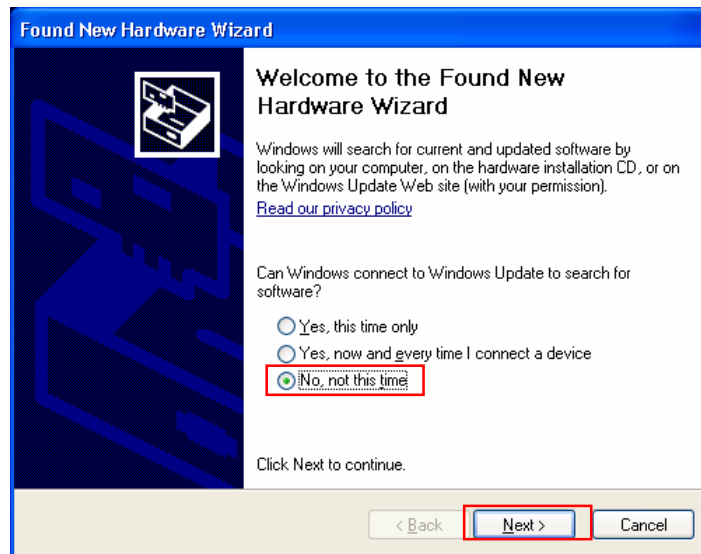 Found New Hardware Wizard
Welcome to the Found New
Hardware Wizard
Windows will search for current and updated software by
looking on your computer, on the hardware installation CD, or on
the Windows Update Web site (with your permission).
Read our privacy policy
Can Windows connect to Windows Update to search for
software?
Yes, this time only
Yes, now and every time I connect a device
No, not this time
Click Next to continue.
< Back
Next >
Cancel